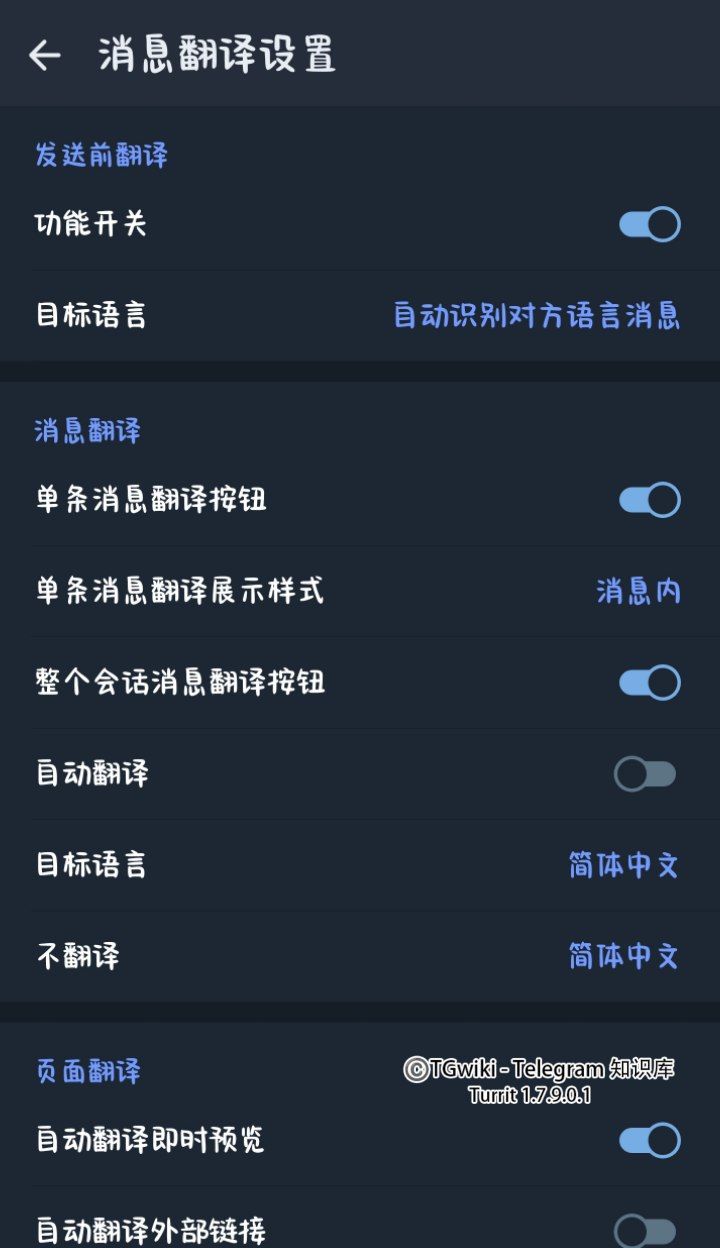 消息翻译设置
发送前翻译
功能开关
目标语言 自动识别对方语言消息
消息翻译
单条消息翻译按钮
单条消息翻译展示样式 消息内
整个会话消息翻译按钮
自动翻译
目标语言 简体中文
不翻译 简体中文
页面翻译
©TGwiki - Telegram 知识库
Turrit 1.7.9.0.1
自动翻译即时预览
自动翻译外部链接